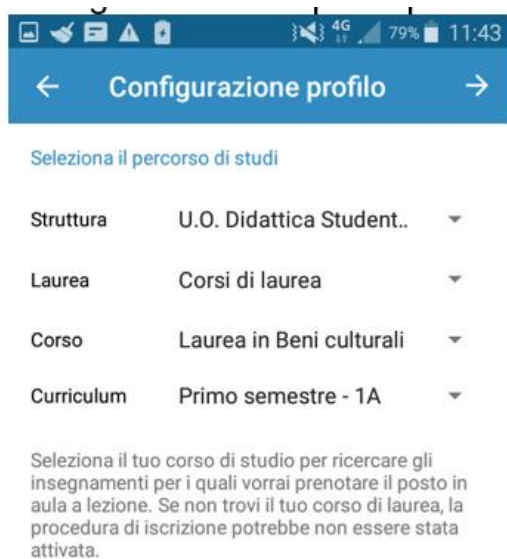 4G 79% 11:43
Configurazione profilo
Seleziona il percorso di studi
Struttura U.O. Didattica Student..
Laurea Corsi di laurea
Corso Laurea in Beni culturali
Curriculum Primo semestre - 1A
Seleziona il tuo corso di studio per ricercare gli
insegnamenti per i quali vorrai prenotare il posto in
aula a lezione. Se non trovi il tuo corso di laurea, la
procedura di iscrizione potrebbe non essere stata
attivata.